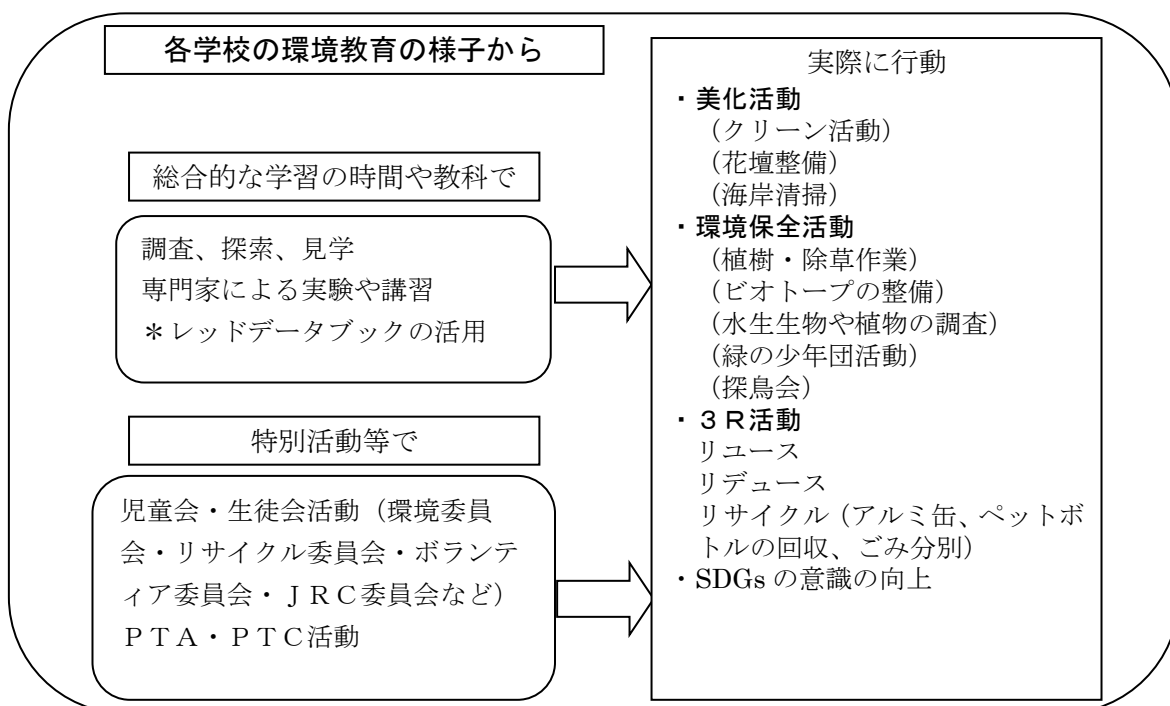 各学校の環境教育の様子から
総合的な学習の時間や教科で
調査、探索、見学
専門家による実験や講習
＊レッドデータブックの活用
特別活動等で
児童会・生徒会活動（環境委員
会・リサイクル委員会・ボランテ
ィア委員会・ＪＲＣ委員会など）
ＰＴＡ・ＰＴＣ活動
実際に行動
・美化活動
（クリーン活動）
（花壇整備）
（海岸清掃）
・環境保全活動
（植樹・除草作業）
（ビオトープの整備）
（水生生物や植物の調査）
（緑の少年団活動）
（探鳥会）
・３Ｒ活動
リユース
リデュース
リサイクル（アルミ缶、ペットボ
トルの回収、ごみ分別）
・SDGs の意識の向上